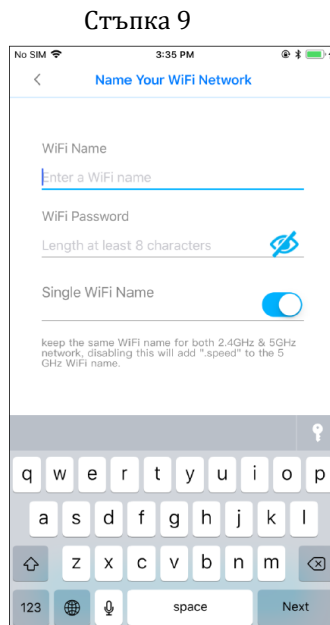 Стъпка 9
No SIM 3:35 PM
Name Your WiFi Network
WiFi Name
Enter a WiFi name
WiFi Password
Length at least 8 characters
Single WiFi Name
keep the same WiFi name for both 2.4GHz & 5GHz
network, disabling this will add ".speed" to the 5
GHz WiFi name.
q w e r t y u i o p
a s d f g h j k l
z x c v b n m
123 space Next